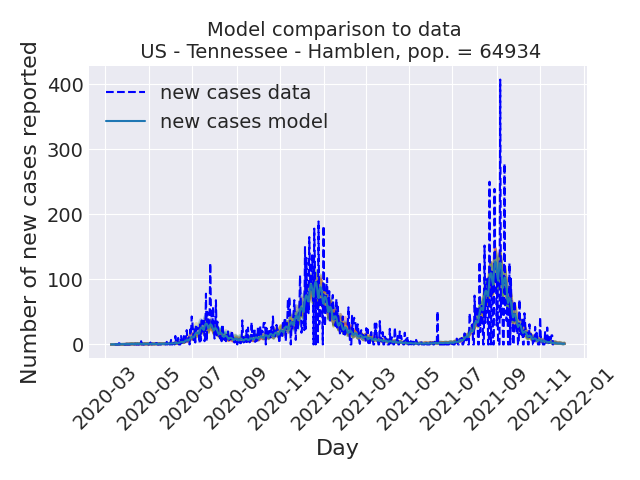 Model comparison to data
US - Tennessee - Hamblen, pop. = 64934
Number of new cases reported
400
300
200
100
0
new cases data
new cases model
2020-03
2020-05
2020-07
2020-09
2020-11
2021-01
2021-03
2021-05
2021-07
2021-09
2021-11
2022-01
Day